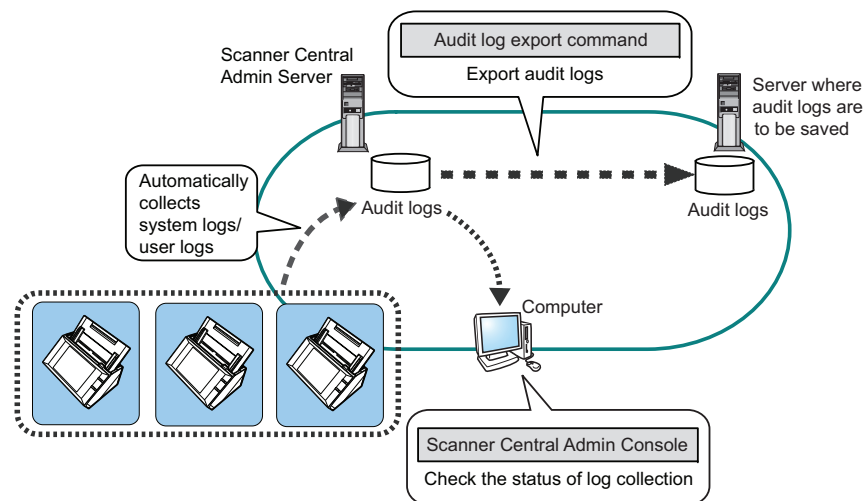 Scanner Central
Admin Server
Audit log export command
Export audit logs
Server where
audit logs are
to be saved
Automatically
collects
system logs/
user logs
Audit logs
Audit logs
Computer
Scanner Central Admin Console
Check the status of log collection